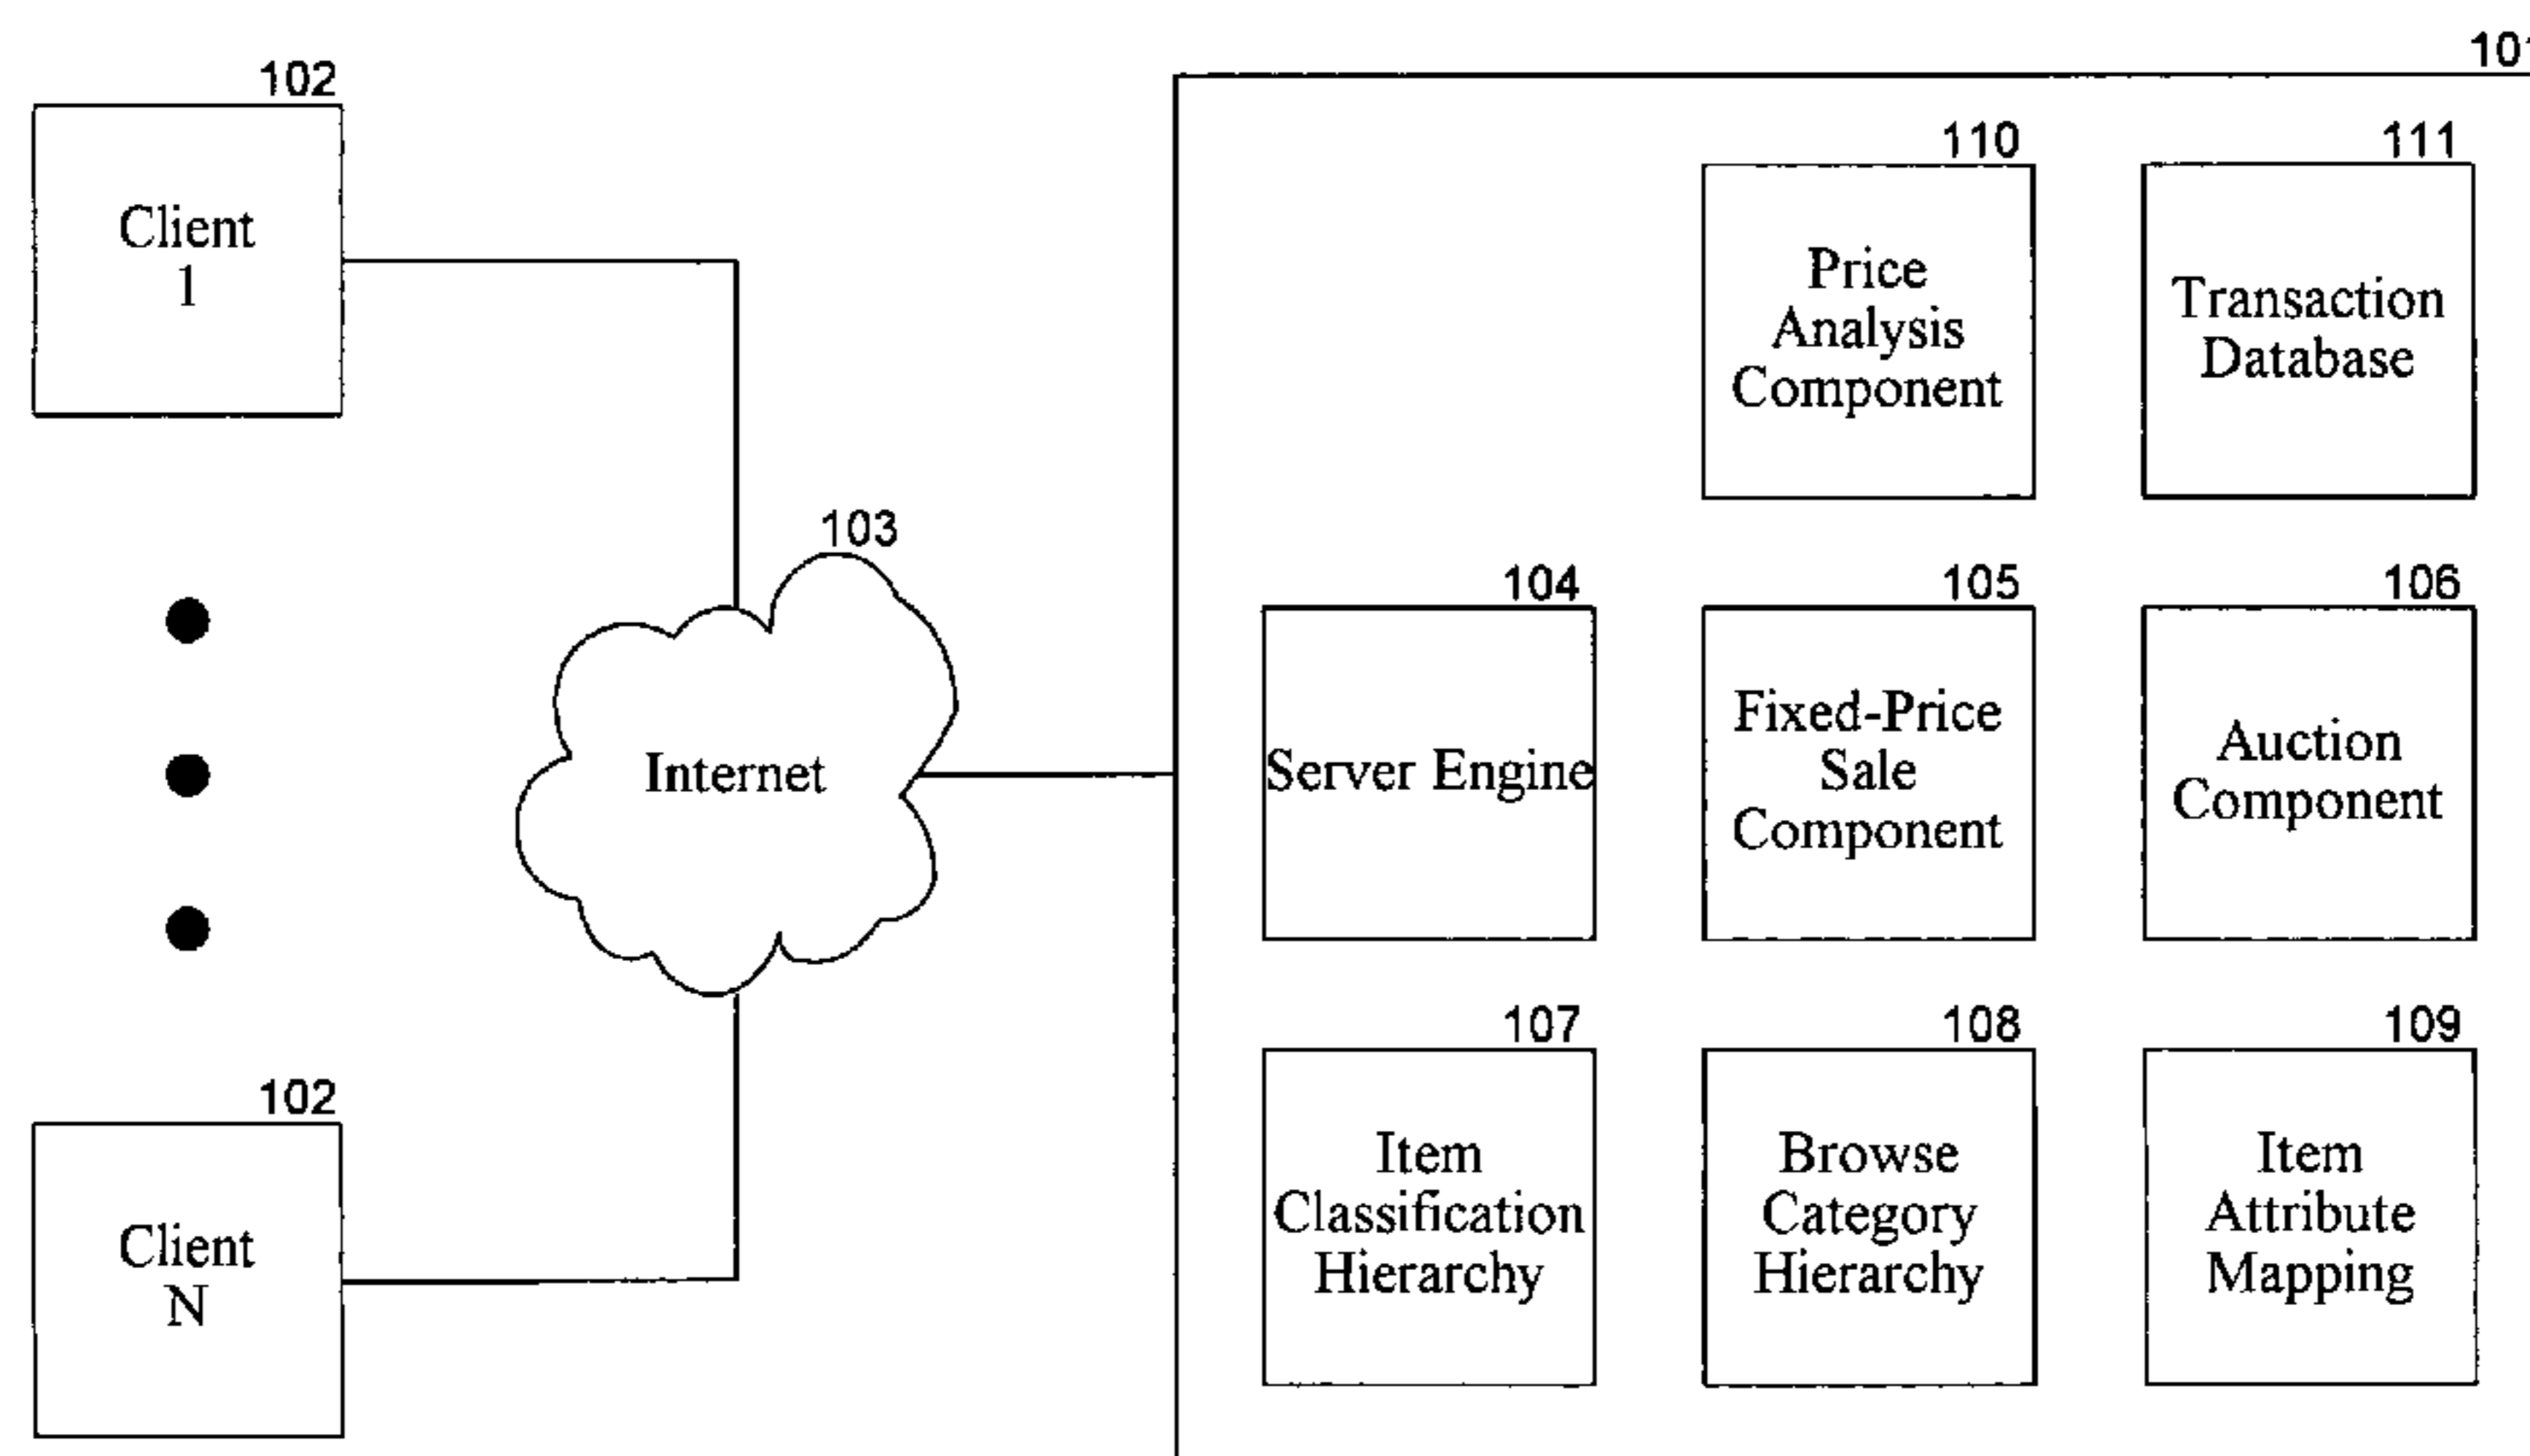 102
Client
1
102
Client
N
103
Internet
101
110
Price
Analysis
Component
111
Transaction
Database
104
Server Engine
105
Fixed-Price
Sale
Component
106
Auction
Component
107
Item
Classification
Hierarchy
108
Browse
Category
Hierarchy
109
Item
Attribute
Mapping